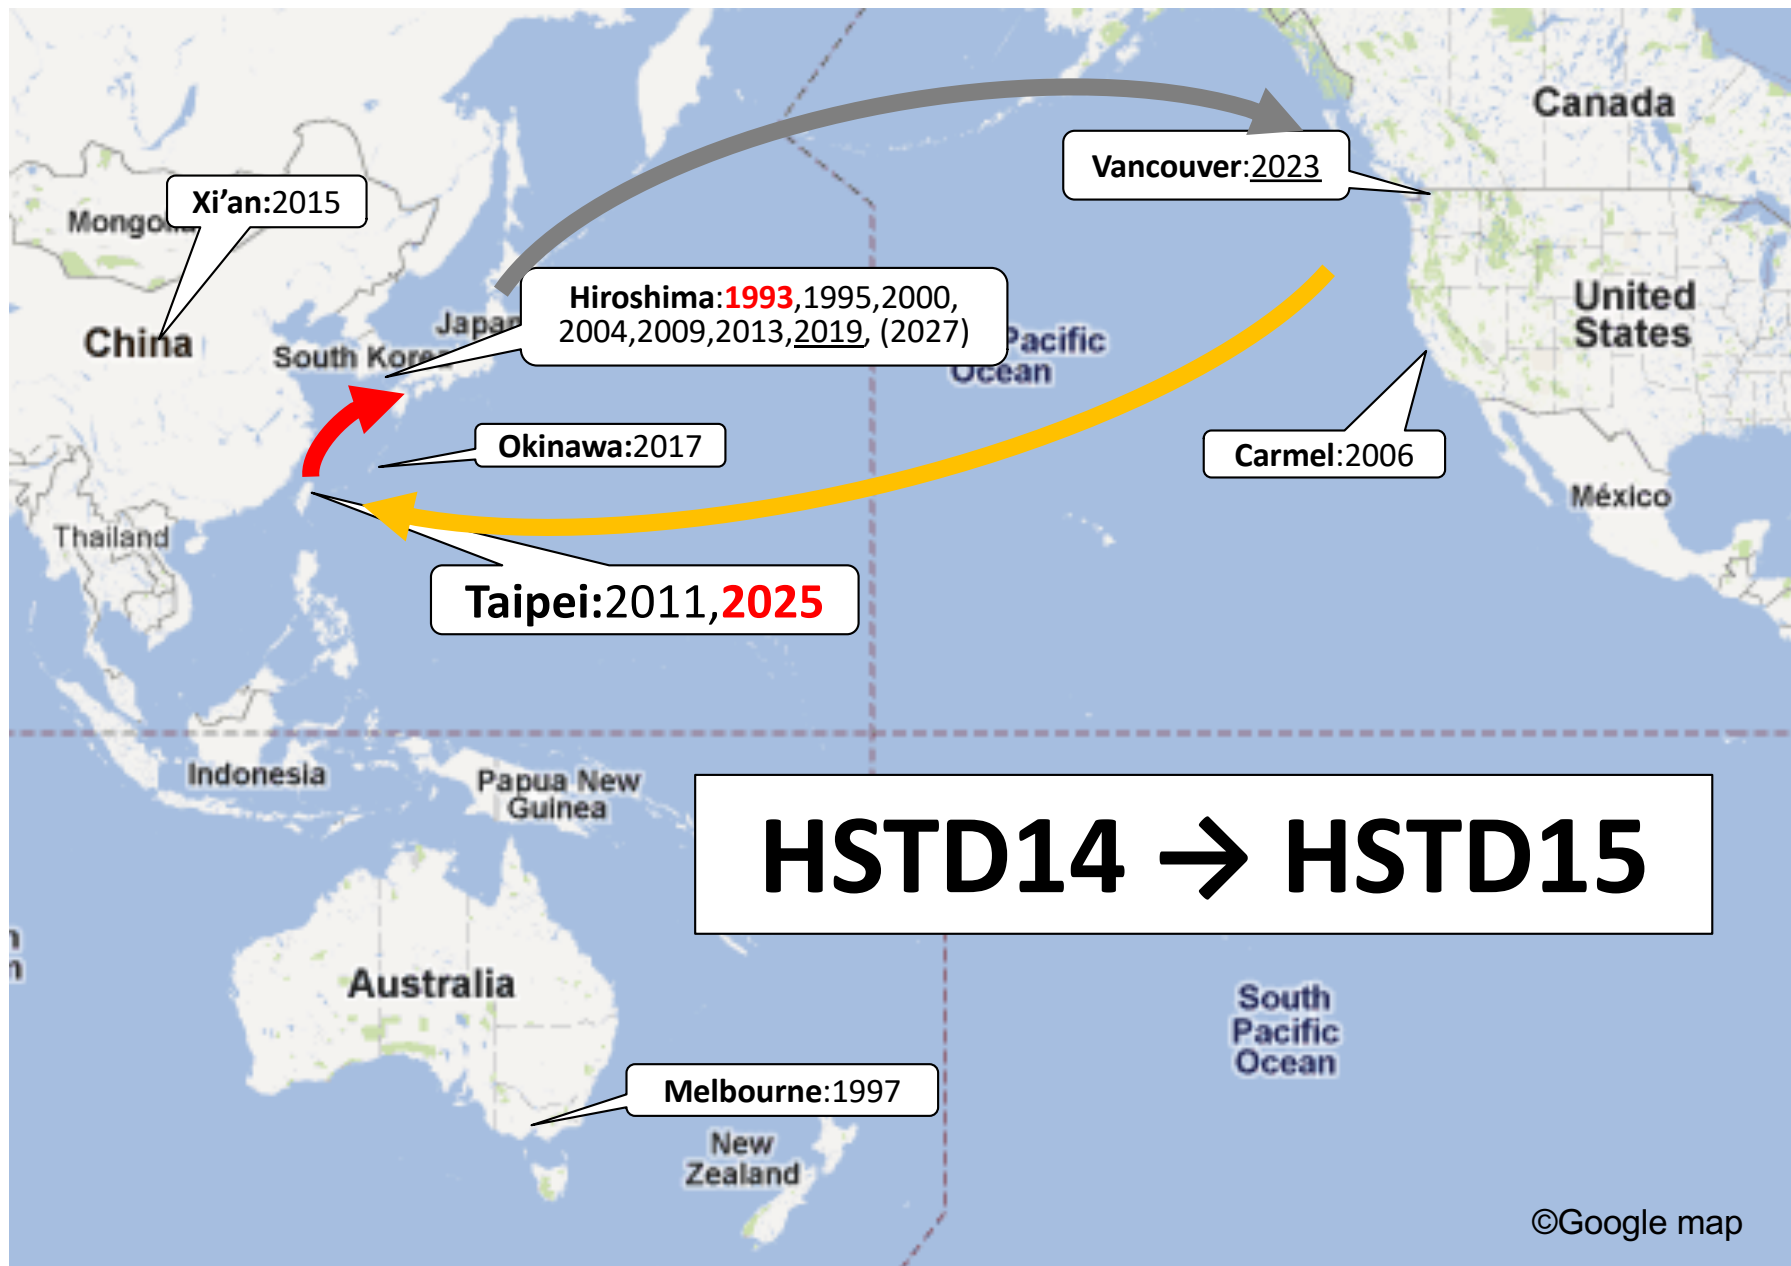 Canada
Vancouver:2023
Xi’an:2015
Mongo
Hiroshima:1993,1995,2000,
2004,2009,2013,2019, (2027)
United
States
China
Japan
South Korea
Pacific
Ocean
Okinawa:2017
Carmel:2006
México
Thailand
Taipei:2011,2025
Indonesia
Papua New
Guinea
HSTD14 → HSTD15
Australia
South
Pacific
Ocean
Melbourne:1997
New
Zealand
©Google map